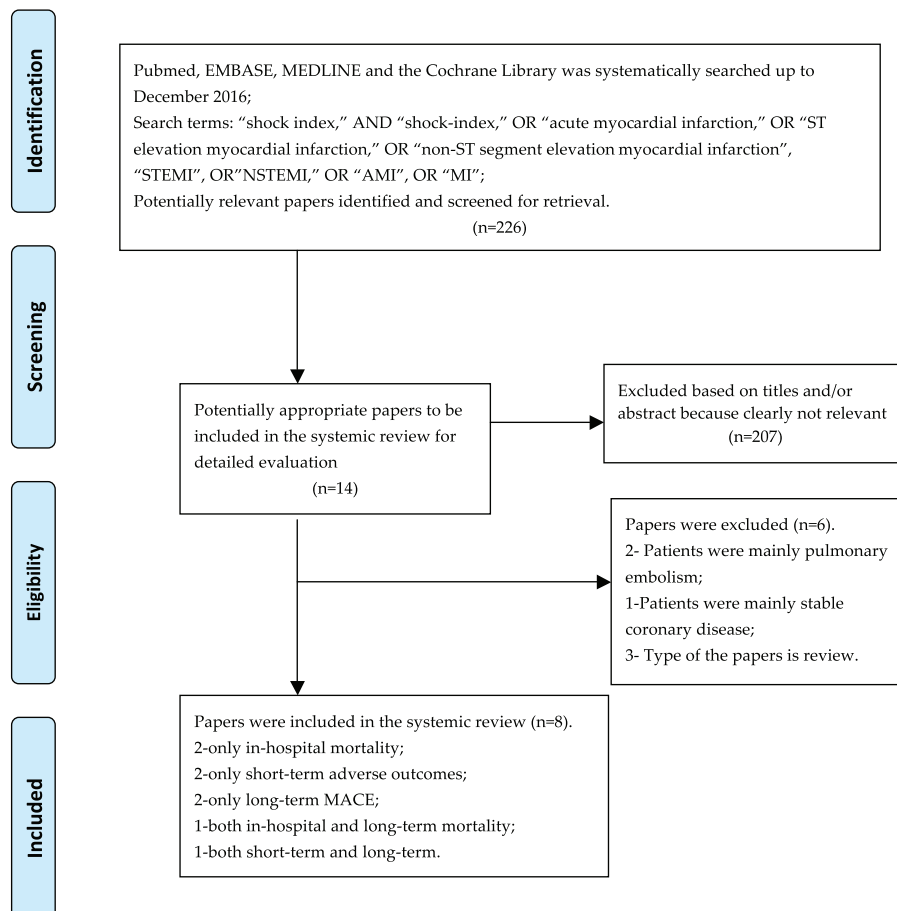 Identification
Pubmed, EMBASE, MEDLINE and the Cochrane Library was systematically searched up to
December 2016;
Search terms: “shock index,” AND “shock-index,” OR “acute myocardial infarction,” OR “ST
elevation myocardial infarction,” OR “non-ST segment elevation myocardial infarction”,
“STEMI”, OR”NSTEMI,” OR “AMI”, OR “MI”;
Potentially relevant papers identified and screened for retrieval.
(n=226)
Screening
Potentially appropriate papers to be
included in the systemic review for
detailed evaluation
(n=14)
Excluded based on titles and/or
abstract because clearly not relevant
(n=207)
Eligibility
Papers were excluded (n=6).
2- Patients were mainly pulmonary
embolism;
1-Patients were mainly stable
coronary disease;
3- Type of the papers is review.
Included
Papers were included in the systemic review (n=8).
2-only in-hospital mortality;
2-only short-term adverse outcomes;
2-only long-term MACE;
1-both in-hospital and long-term mortality;
1-both short-term and long-term.